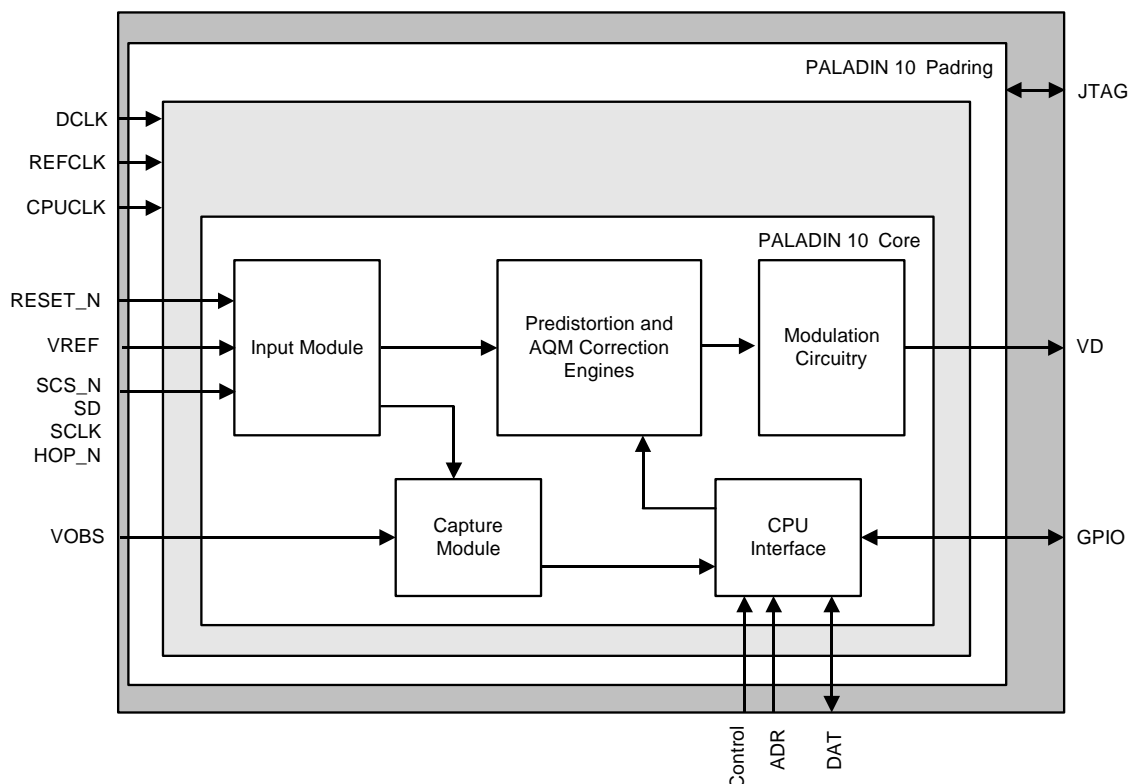 PALADIN 10 Padring
JTAG
DCLK
REFCLK
CPUCLK
PALADIN 10 Core
RESET_N
VREF
SCS_N
SD
SCLK
HOP_N
Input Module
Predistortion and
AQM Correction
Engines
Modulation
Circuitry
VD
VOBS
Capture
Module
CPU
Interface
GPIO
Control
ADR
DAT